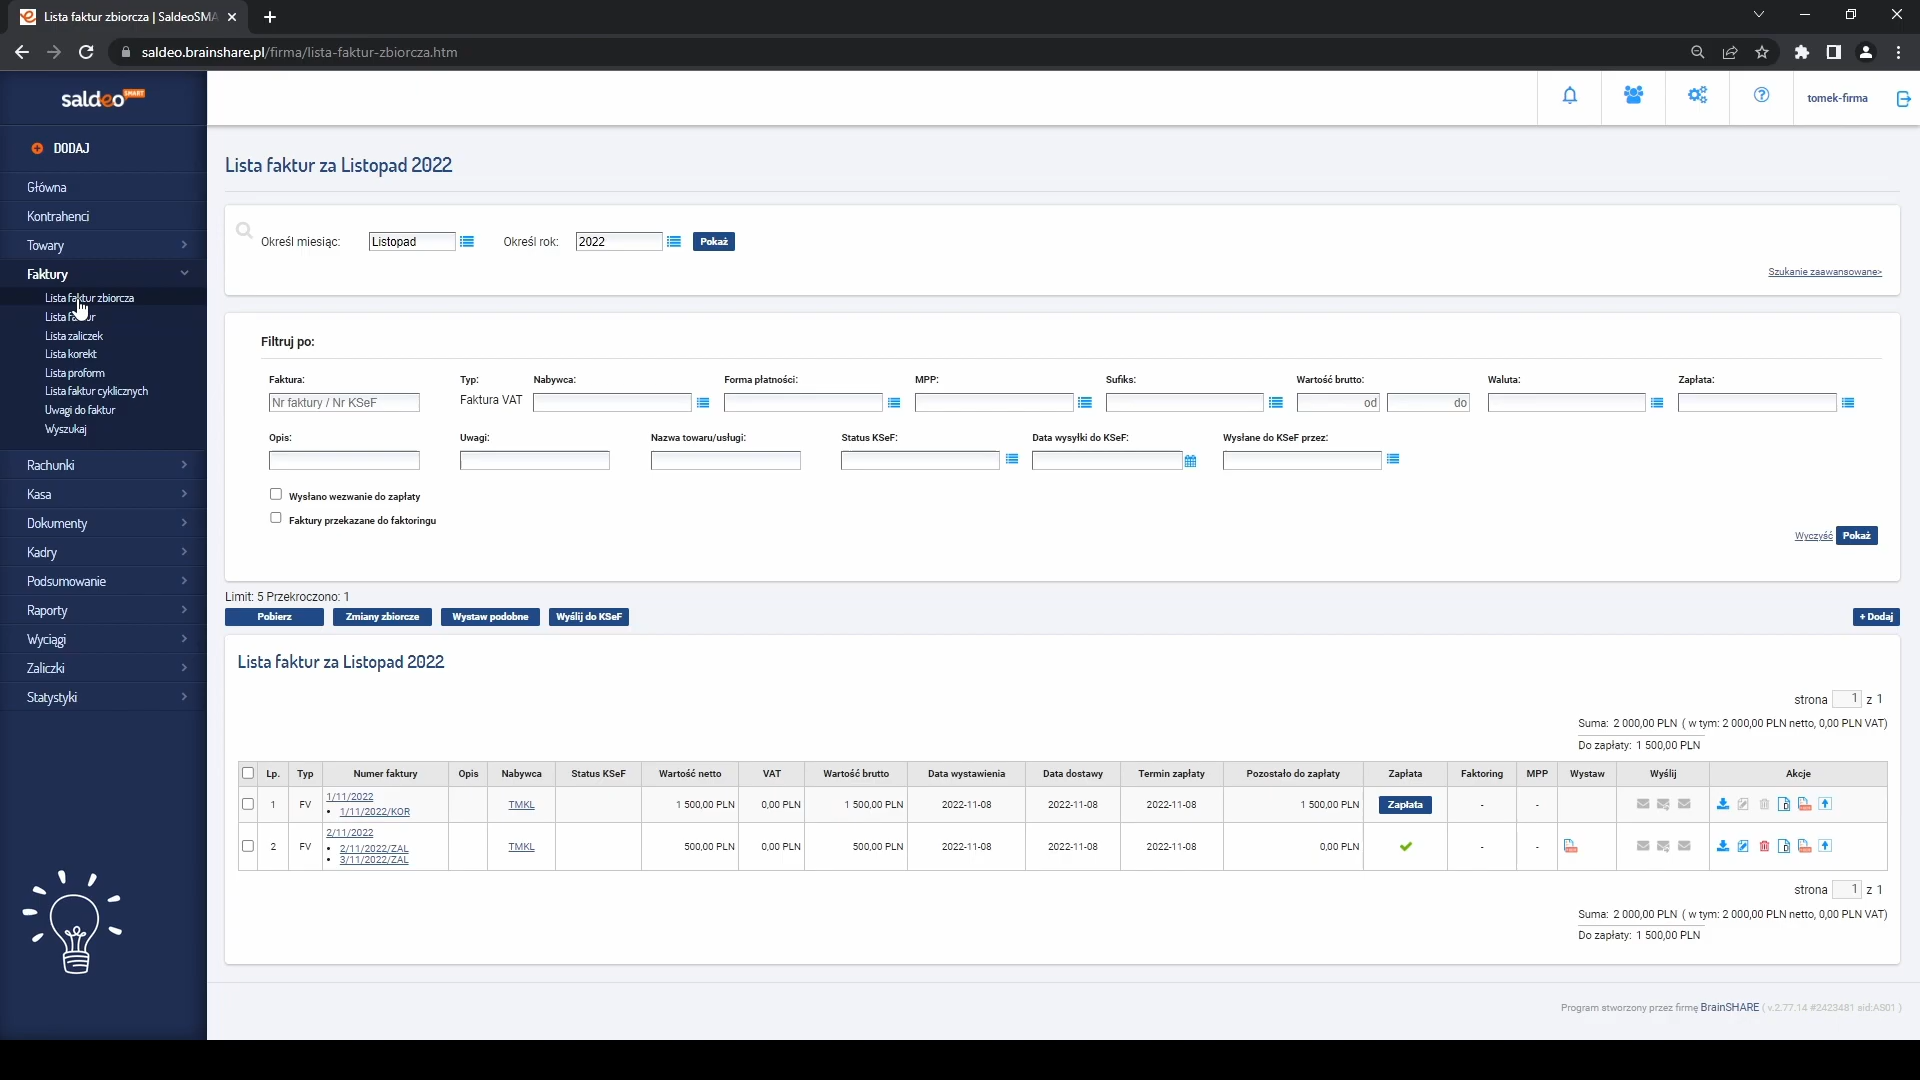 Lista faktur zbiorcza | SaldeoSMA
saldeo.brainshare.pl/firma/lista-faktur-zbiorcza.htm
saldeo SMART
tomek-firma
DODAJ
Główna
Kontrahenci
Towary
Faktury
Lista faktur zbiorcza
Lista faktur
Lista zaliczek
Lista korekt
Lista proform
Lista faktur cyklicznych
Uwagi do faktur
Wyszukaj
Rachunki
Kasa
Dokumenty
Kadry
Podsumowanie
Raporty
Wyciągi
Zaliczki
Statystyki
Lista faktur za Listopad 2022
Określ miesiąc: Listopad Określ rok: 2022 Pokaż
Szukanie zaawansowane>
Filtruj po:
Faktura: Typ: Nabywca: Forma płatności: MPP: Sufiks: Wartość brutto: Waluta: Zapłata:
Nr faktury / Nr KSeF Faktura VAT od do
Opis: Uwagi: Nazwa towaru/usługi: Status KSeF: Data wysyłki do KSeF: Wysłane do KSeF przez:
Wysłano wezwanie do zapłaty
Faktury przekazane do faktoringu
Wyczyść Pokaż
Limit: 5 Przekroczono: 1
Pobierz Zmiany zbiorcze Wystaw podobne Wyślij do KSeF + Dodaj
Lista faktur za Listopad 2022
strona 1 z 1
Suma: 2 000,00 PLN ( w tym: 2 000,00 PLN netto, 0,00 PLN VAT)
Do zapłaty: 1 500,00 PLN
Lp. Typ Numer faktury Opis Nabywca Status KSeF Wartość netto VAT Wartość brutto Data wystawienia Data dostawy Termin zapłaty Pozostało do zapłaty Zapłata Faktoring MPP Wystaw Wyślij Akcje
1 FV 1/11/2022 TMKL 1 500,00 PLN 0,00 PLN 1 500,00 PLN 2022-11-08 2022-11-08 2022-11-08 1 500,00 PLN Zapłata - -
• 1/11/2022/KOR
2 FV 2/11/2022 TMKL 500,00 PLN 0,00 PLN 500,00 PLN 2022-11-08 2022-11-08 2022-11-08 0,00 PLN - -
• 2/11/2022/ZAL
• 3/11/2022/ZAL
strona 1 z 1
Suma: 2 000,00 PLN ( w tym: 2 000,00 PLN netto, 0,00 PLN VAT)
Do zapłaty: 1 500,00 PLN
Program stworzony przez firmę BrainSHARE ( v.2.77.14 #2423481 sid:AS01 )